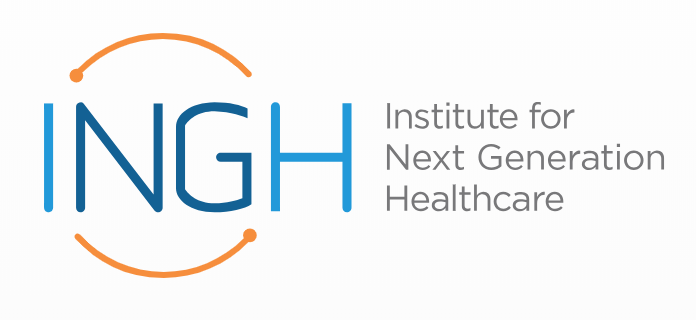 INGH
Institute for
Next Generation
Healthcare